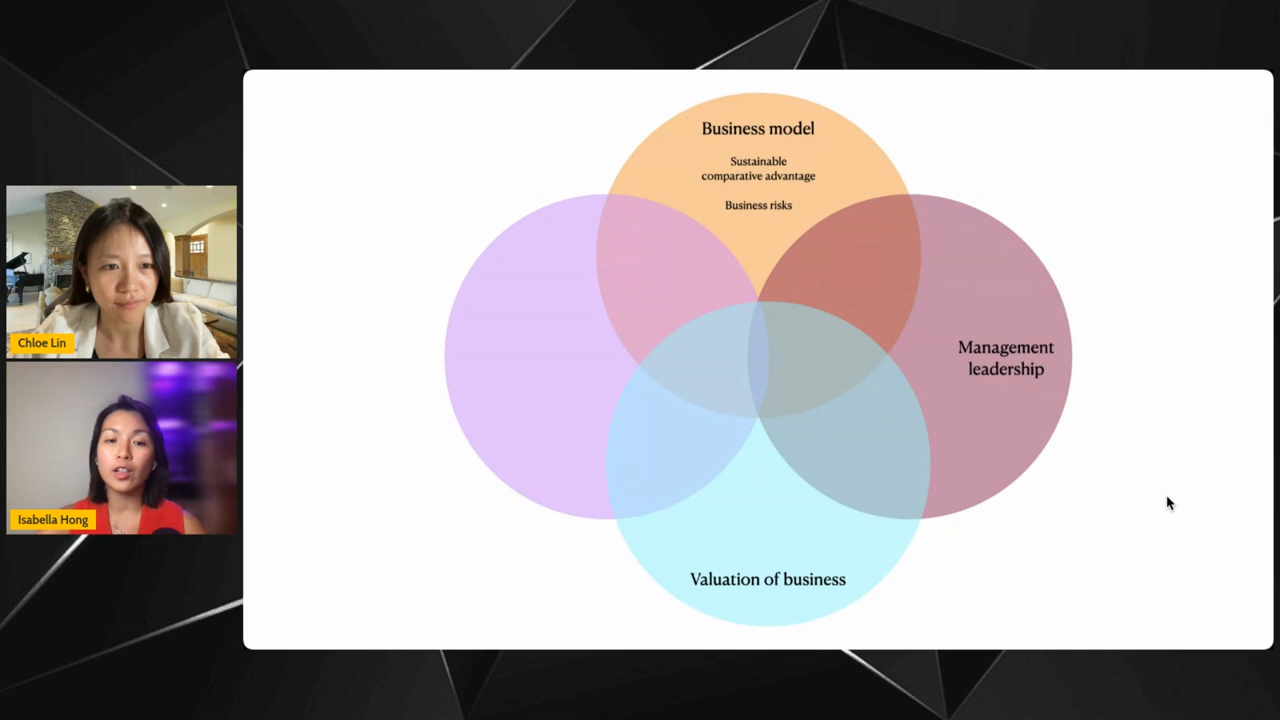 Business model
Sustainable
comparative advantage
Business risks
Management
leadership
Valuation of business
Chloe Lin
Isabella Hong